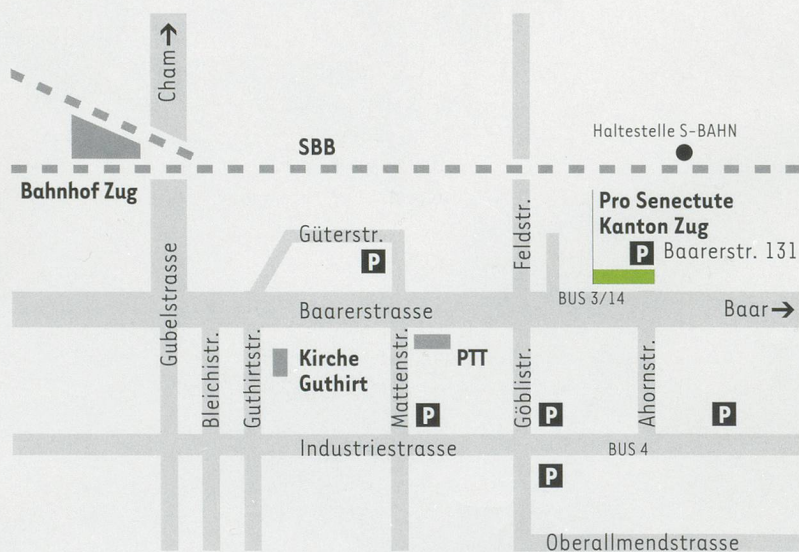 Cham
Haltestelle S-BAHN
SBB
Bahnhof Zug
Pro Senectute
Kanton Zug
P Baarerstr. 131
Güterstr.
P
Feldstr.
Gubelstrasse
BUS 3/14
Baarerstrasse
Baar
Bleichistr.
Guthirtstr.
Kirche
Guthirt
Mattenstr.
PTT
Göblistr.
Ahornstr.
P
P
P
Industriestrasse
BUS 4
P
Oberallmendstrasse